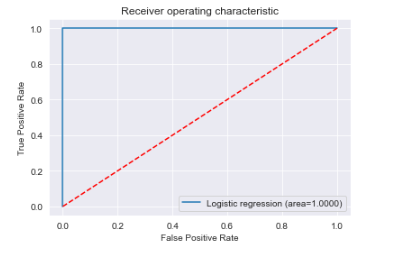 Receiver operating characteristic
True Positive Rate
1.0
0.8
0.6
0.4
0.2
0.0
Logistic regression (area=1.0000)
0.0 0.2 0.4 0.6 0.8 1.0
False Positive Rate